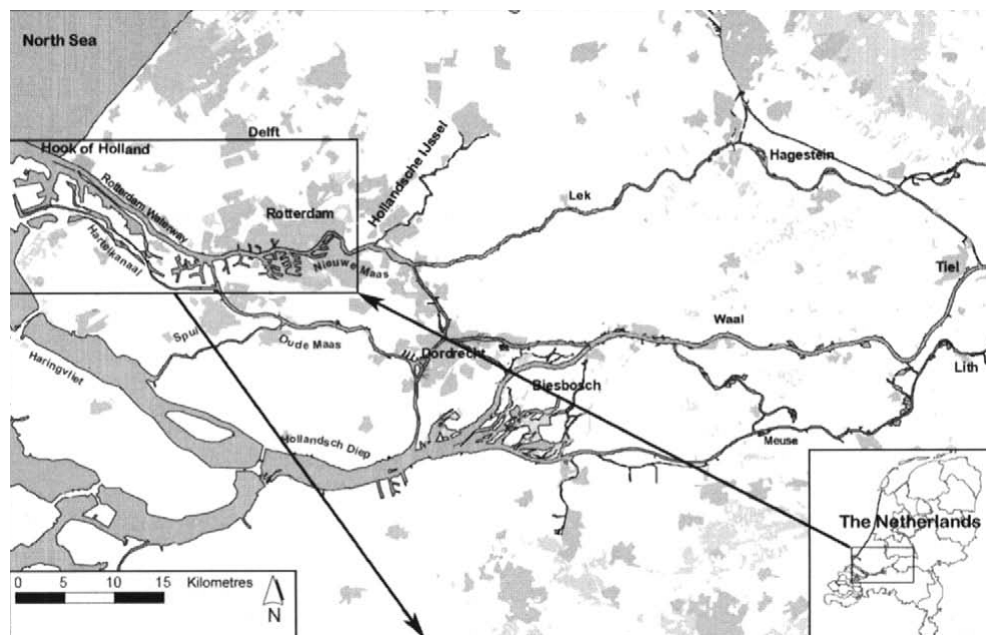 North Sea
Delft
Hook of Holland
Hollandsche IJssel
Hagestein
Rotterdam Waterway
Lek
Rotterdam
Hartelkanaal
Nieuwe Maas
Tiel
Waal
Spui
Oude Maas
Dordrecht
Haringvliet
Lith
Biesbosch
Hollandsch Diep
Meuse
The Netherlands
0 5 10 15 Kilometres
N